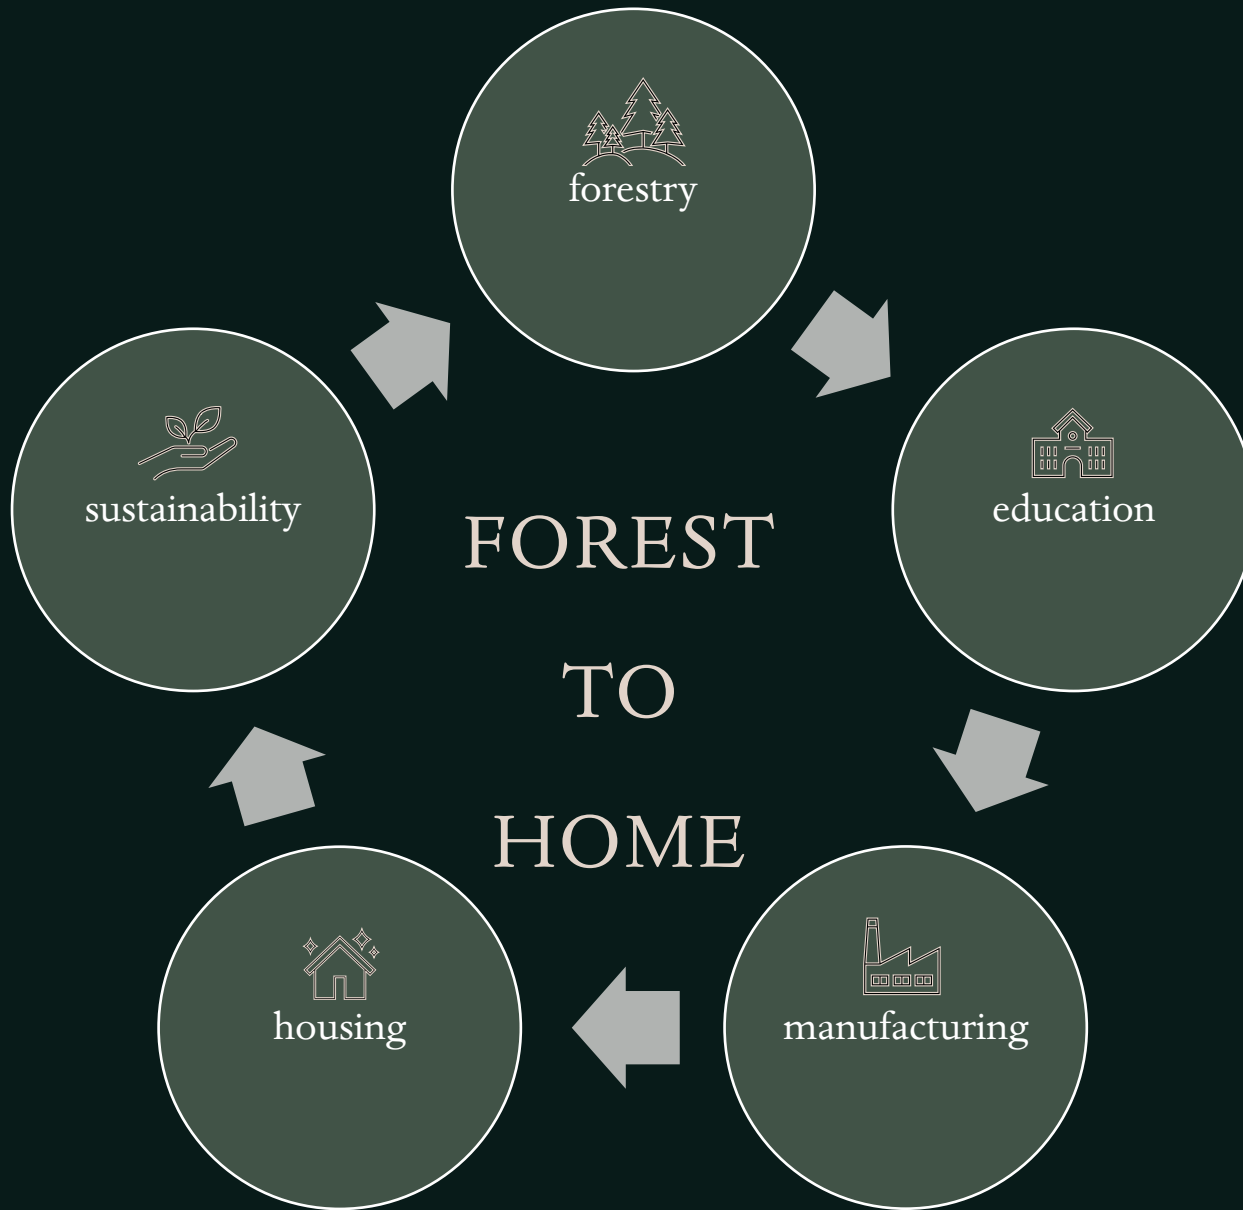 forestry
sustainability
education
FOREST
TO
HOME
housing
manufacturing